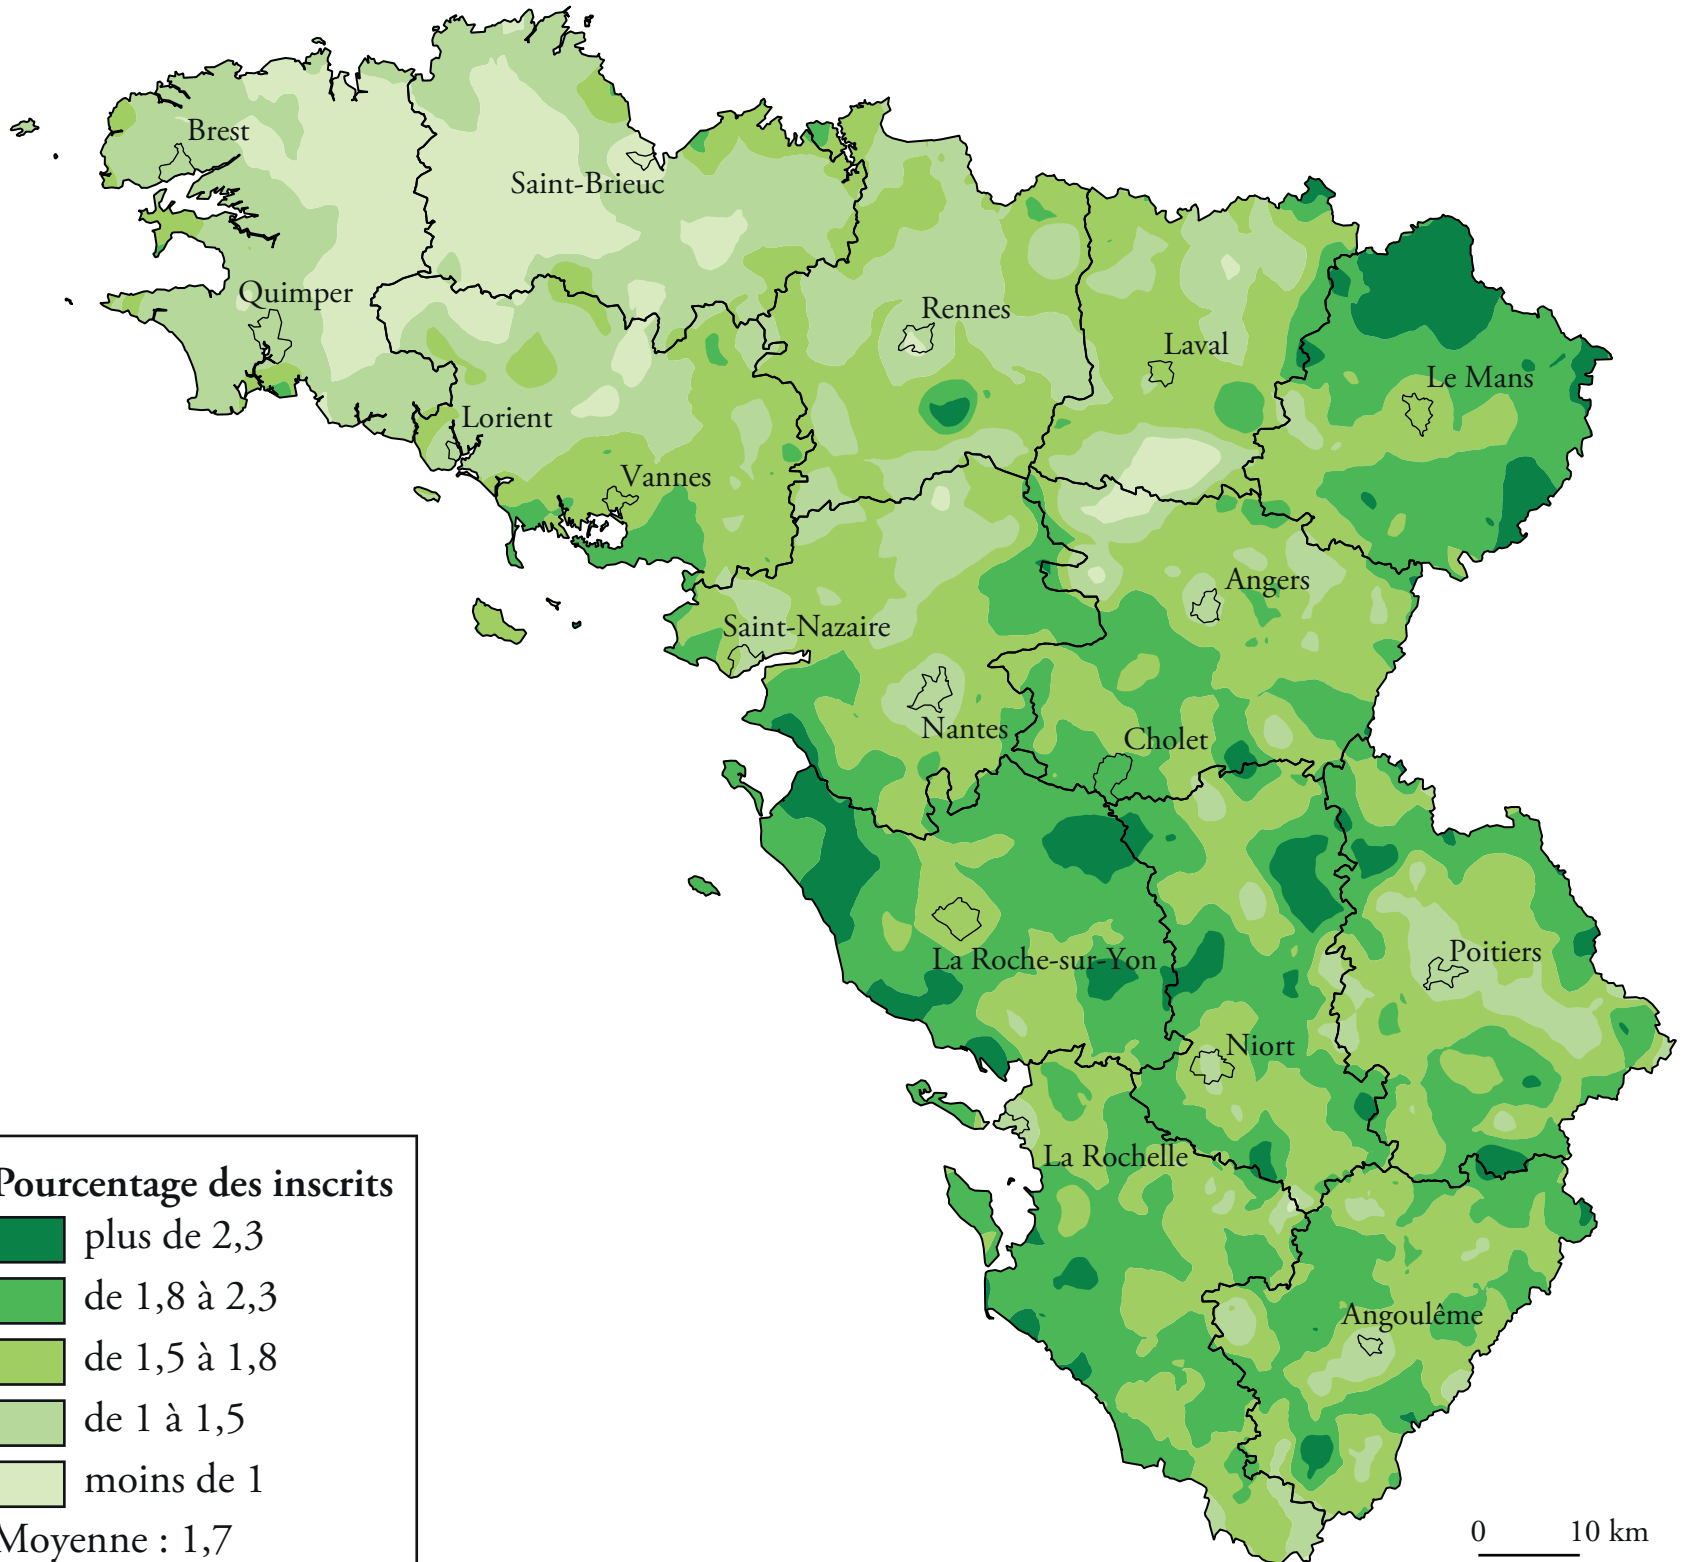 Brest
Saint-Brieuc
Quimper
Rennes
Laval
Le Mans
Lorient
Vannes
Angers
Saint-Nazaire
Nantes
Cholet
La Roche-sur-Yon
Poitiers
Niort
La Rochelle
Angoulême
Pourcentage des inscrits
plus de 2,3
de 1,8 à 2,3
de 1,5 à 1,8
de 1 à 1,5
moins de 1
Moyenne : 1,7
0 10 km